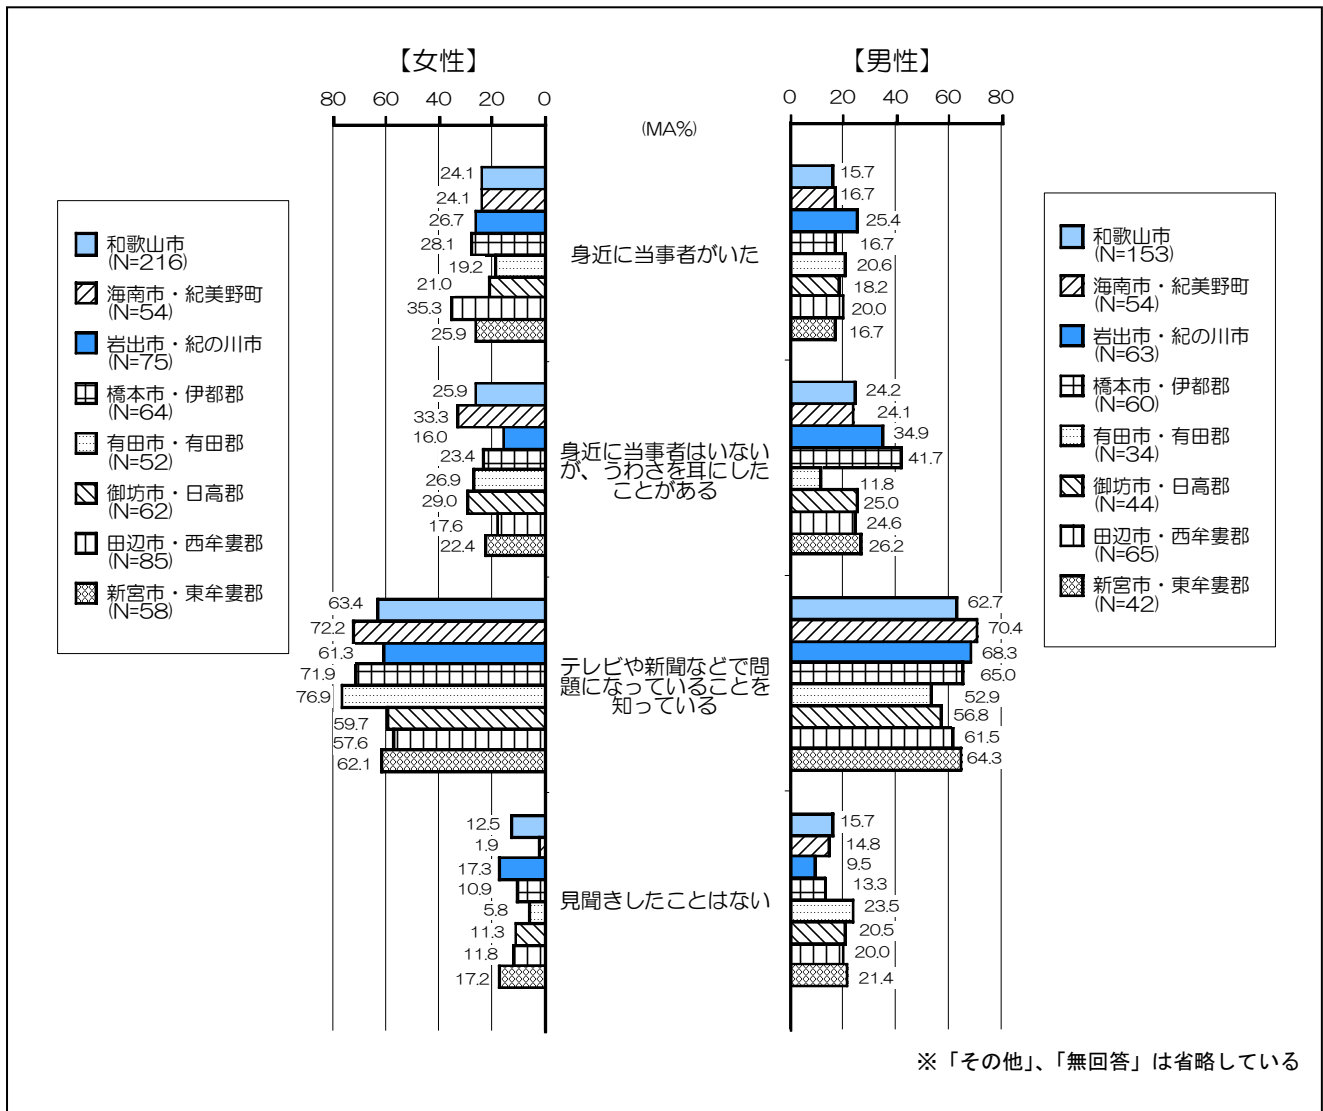 【女性】
【男性】
80 60 40 20 0
0 20 40 60 80
(MA%)
和歌山市
(N=216)
海南市・紀美野町
(N=54)
岩出市・紀の川市
(N=75)
橋本市・伊都郡
(N=64)
有田市・有田郡
(N=52)
御坊市・日高郡
(N=62)
田辺市・西牟婁郡
(N=85)
新宮市・東牟婁郡
(N=58)
24.1
24.1
26.7
28.1
19.2
21.0
35.3
25.9
身近に当事者がいた
15.7
16.7
25.4
16.7
20.6
18.2
20.0
16.7
25.9
33.3
16.0
23.4
26.9
29.0
17.6
22.4
身近に当事者はいない
が、うわさを耳にした
ことがある
24.2
24.1
34.9
41.7
11.8
25.0
24.6
26.2
63.4
72.2
61.3
71.9
76.9
59.7
57.6
62.1
テレビや新聞などで問
題になっていることを
知っている
62.7
70.4
68.3
65.0
52.9
56.8
61.5
64.3
12.5
1.9
17.3
10.9
5.8
11.3
11.8
17.2
見聞きしたことはない
15.7
14.8
9.5
13.3
23.5
20.5
20.0
21.4
和歌山市
(N=153)
海南市・紀美野町
(N=54)
岩出市・紀の川市
(N=63)
橋本市・伊都郡
(N=60)
有田市・有田郡
(N=34)
御坊市・日高郡
(N=44)
田辺市・西牟婁郡
(N=65)
新宮市・東牟婁郡
(N=42)
※「その他」、「無回答」は省略している